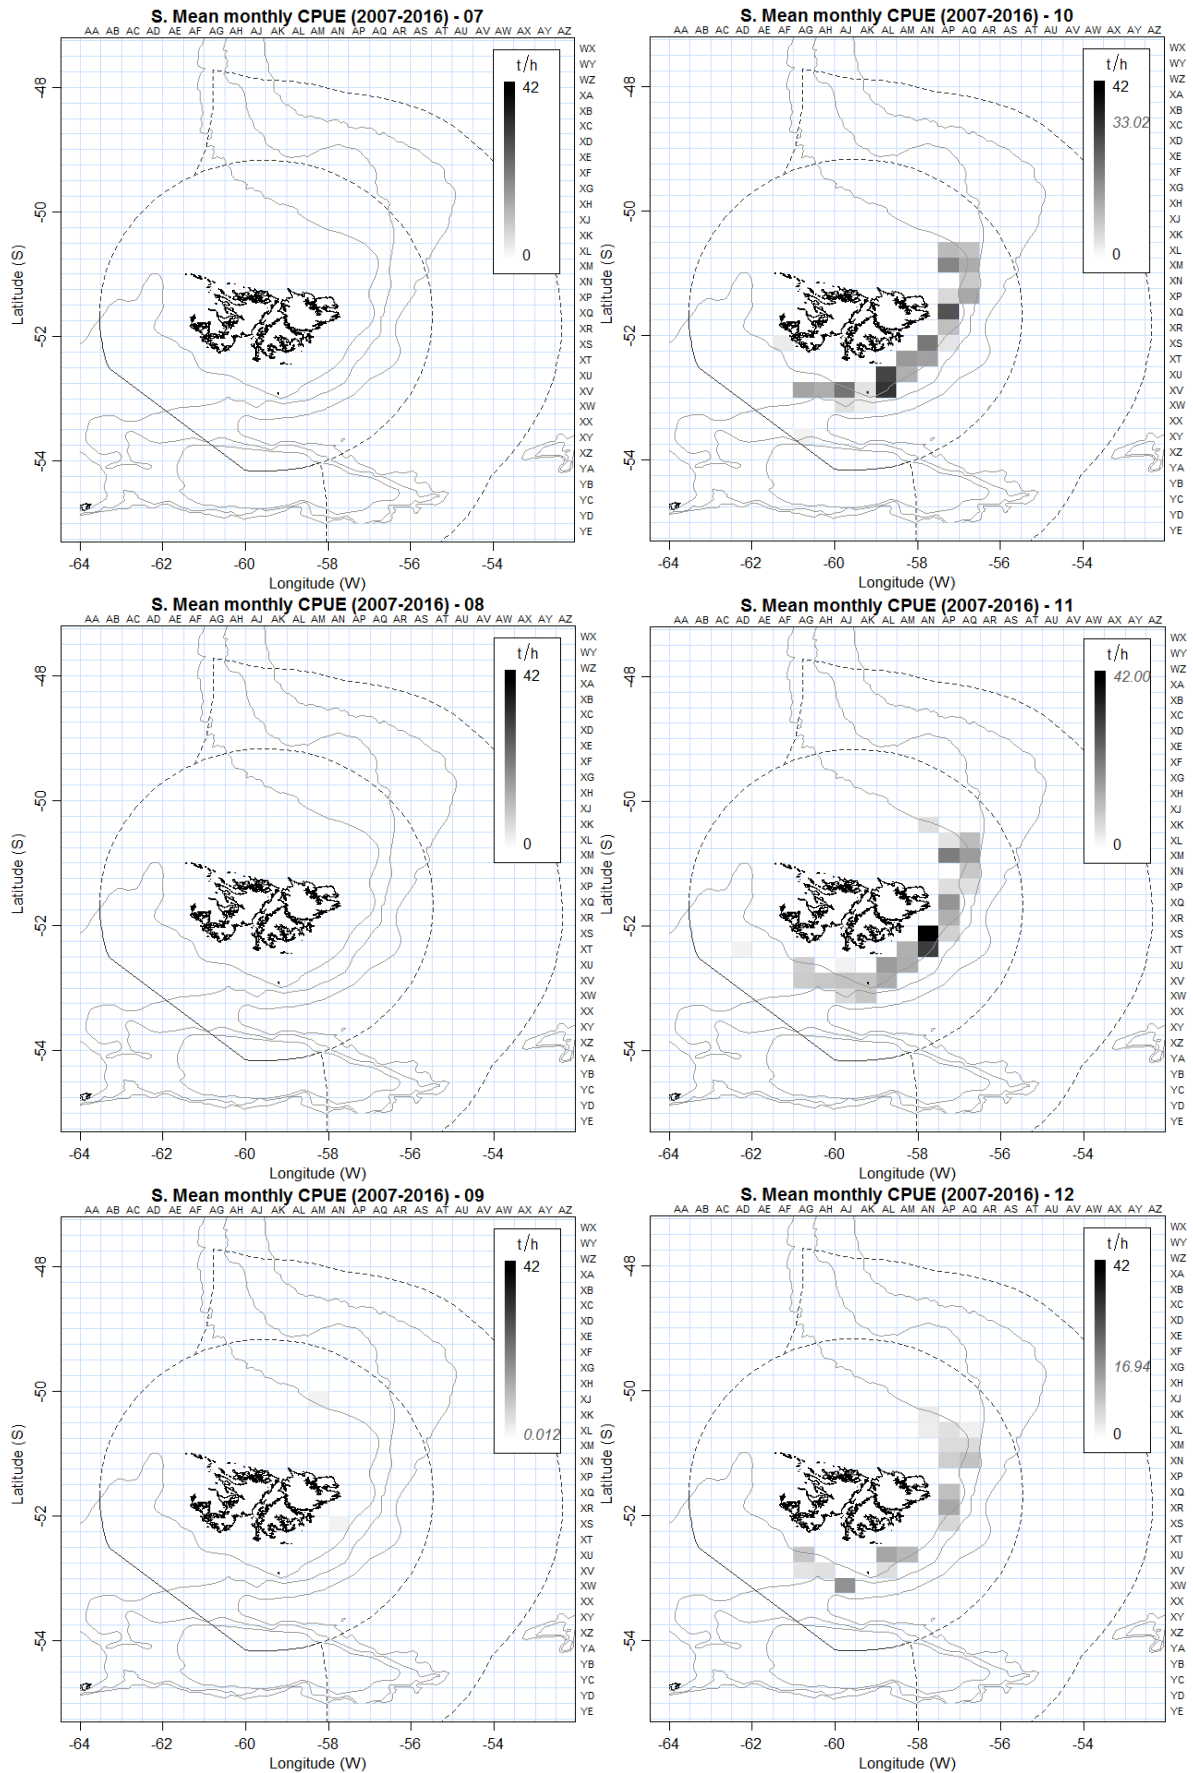 S. Mean monthly CPUE (2007-2016) - 07
AA AB AC AD AE AF AG AH AJ AK AL AM AN AP AQ AR AS AT AU AV AW AX AY AZ
t/h
42
0
WX
WY
WZ
XA
XB
XC
XD
XE
XF
XG
XH
XJ
XK
XL
XM
XN
XP
XQ
XR
XS
XT
XU
XV
XW
XX
XY
XZ
YA
YB
YC
YD
YE
-48
-50
-52
-54
Latitude (S)
-64 -62 -60 -58 -56 -54
Longitude (W)
S. Mean monthly CPUE (2007-2016) - 10
AA AB AC AD AE AF AG AH AJ AK AL AM AN AP AQ AR AS AT AU AV AW AX AY AZ
t/h
42
33.02
0
WX
WY
WZ
XA
XB
XC
XD
XE
XF
XG
XH
XJ
XK
XL
XM
XN
XP
XQ
XR
XS
XT
XU
XV
XW
XX
XY
XZ
YA
YB
YC
YD
YE
-48
-50
-52
-54
Latitude (S)
-64 -62 -60 -58 -56 -54
Longitude (W)
S. Mean monthly CPUE (2007-2016) - 08
AA AB AC AD AE AF AG AH AJ AK AL AM AN AP AQ AR AS AT AU AV AW AX AY AZ
t/h
42
0
WX
WY
WZ
XA
XB
XC
XD
XE
XF
XG
XH
XJ
XK
XL
XM
XN
XP
XQ
XR
XS
XT
XU
XV
XW
XX
XY
XZ
YA
YB
YC
YD
YE
-48
-50
-52
-54
Latitude (S)
-64 -62 -60 -58 -56 -54
Longitude (W)
S. Mean monthly CPUE (2007-2016) - 11
AA AB AC AD AE AF AG AH AJ AK AL AM AN AP AQ AR AS AT AU AV AW AX AY AZ
t/h
42.00
0
WX
WY
WZ
XA
XB
XC
XD
XE
XF
XG
XH
XJ
XK
XL
XM
XN
XP
XQ
XR
XS
XT
XU
XV
XW
XX
XY
XZ
YA
YB
YC
YD
YE
-48
-50
-52
-54
Latitude (S)
-64 -62 -60 -58 -56 -54
Longitude (W)
S. Mean monthly CPUE (2007-2016) - 09
AA AB AC AD AE AF AG AH AJ AK AL AM AN AP AQ AR AS AT AU AV AW AX AY AZ
t/h
42
0.012
WX
WY
WZ
XA
XB
XC
XD
XE
XF
XG
XH
XJ
XK
XL
XM
XN
XP
XQ
XR
XS
XT
XU
XV
XW
XX
XY
XZ
YA
YB
YC
YD
YE
-48
-50
-52
-54
Latitude (S)
-64 -62 -60 -58 -56 -54
Longitude (W)
S. Mean monthly CPUE (2007-2016) - 12
AA AB AC AD AE AF AG AH AJ AK AL AM AN AP AQ AR AS AT AU AV AW AX AY AZ
t/h
42
16.94
0
WX
WY
WZ
XA
XB
XC
XD
XE
XF
XG
XH
XJ
XK
XL
XM
XN
XP
XQ
XR
XS
XT
XU
XV
XW
XX
XY
XZ
YA
YB
YC
YD
YE
-48
-50
-52
-54
Latitude (S)
-64 -62 -60 -58 -56 -54
Longitude (W)